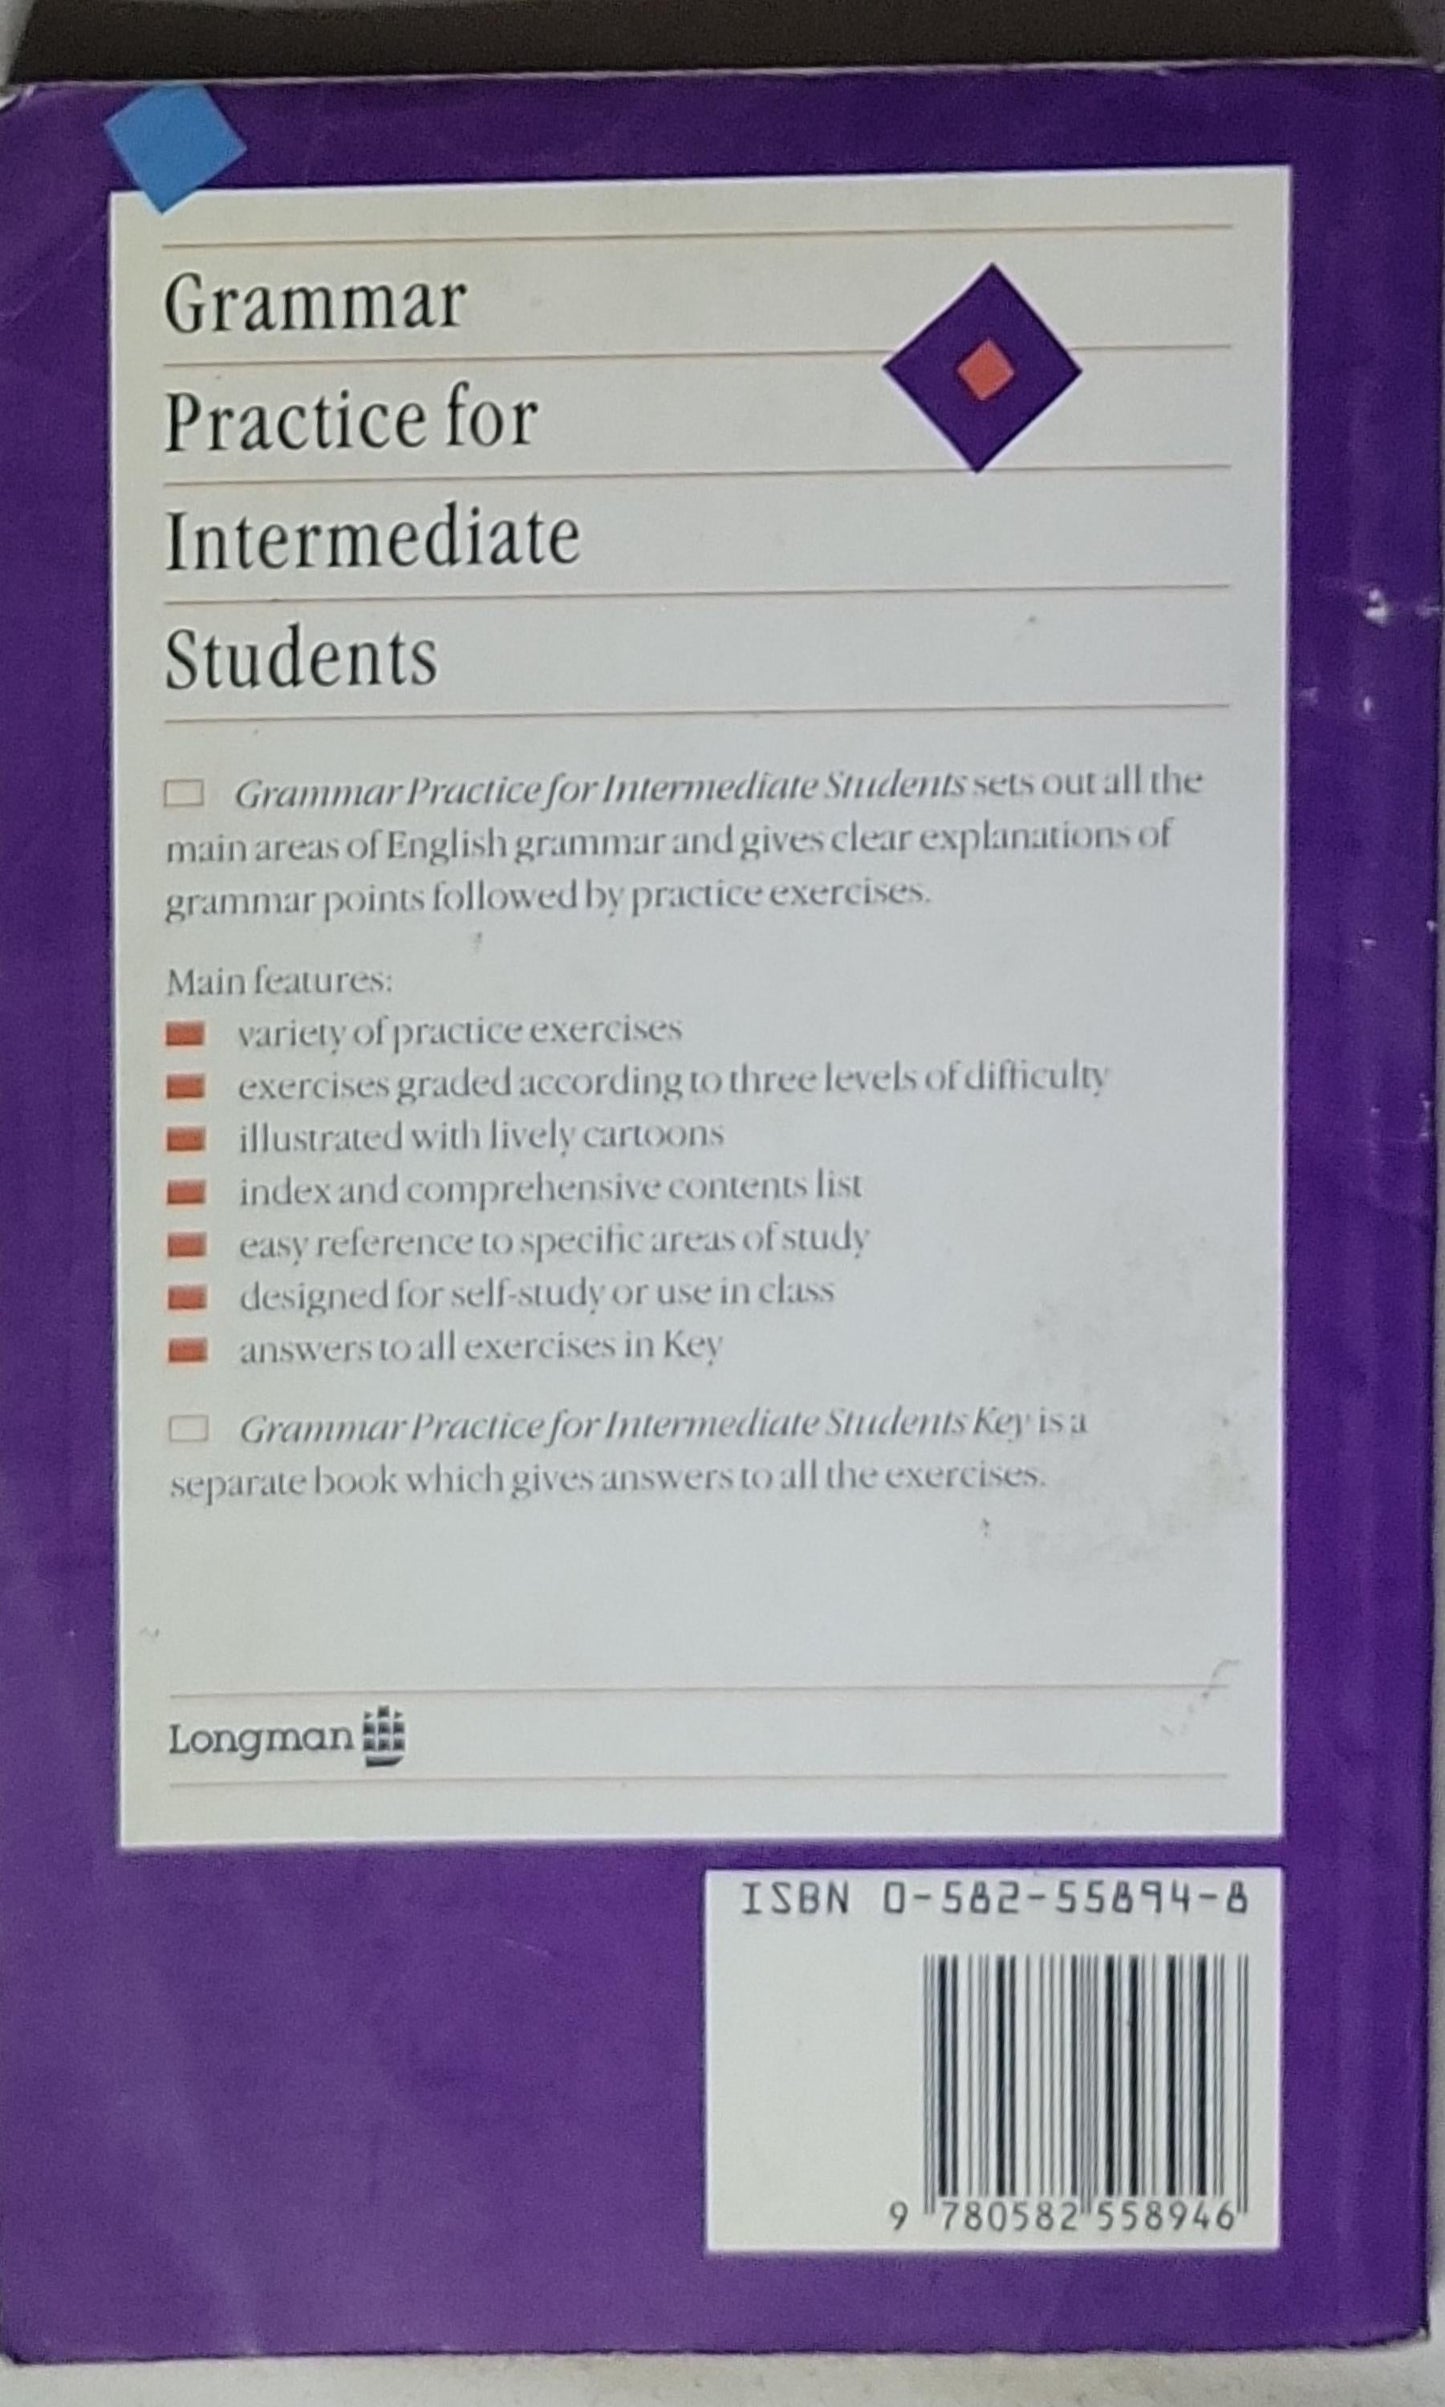 Grammar
Practice for
Intermediate
Students
Grammar Practice for Intermediate Students sets out all the
main areas of English grammar and gives clear explanations of
grammar points followed by practice exercises.
Main features:
variety of practice exercises
exercises graded according to three levels of difficulty
illustrated with lively cartoons
index and comprehensive contents list
easy reference to specific areas of study
designed for self-study or use in class
answers to all exercises in Key
Grammar Practice for Intermediate Students Key is a
separate book which gives answers to all the exercises.
Longman
ISBN 0-582-55894-8
9 780582 558946